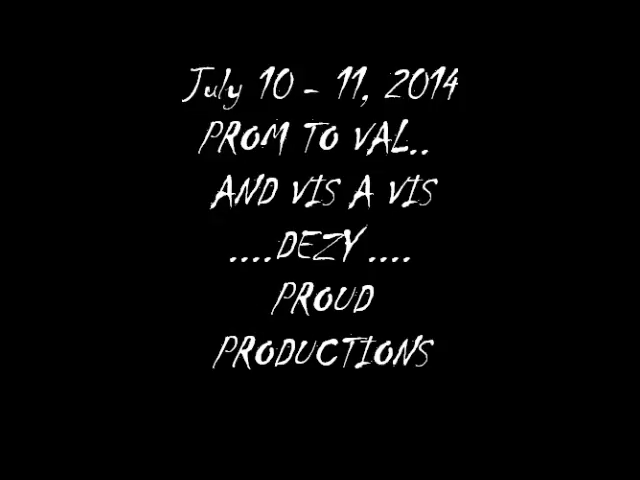 July 10 - 11, 2014
PROM TO VAL..
AND VIS A VIS
....DEZY ....
PROUD
PRODUCTIONS